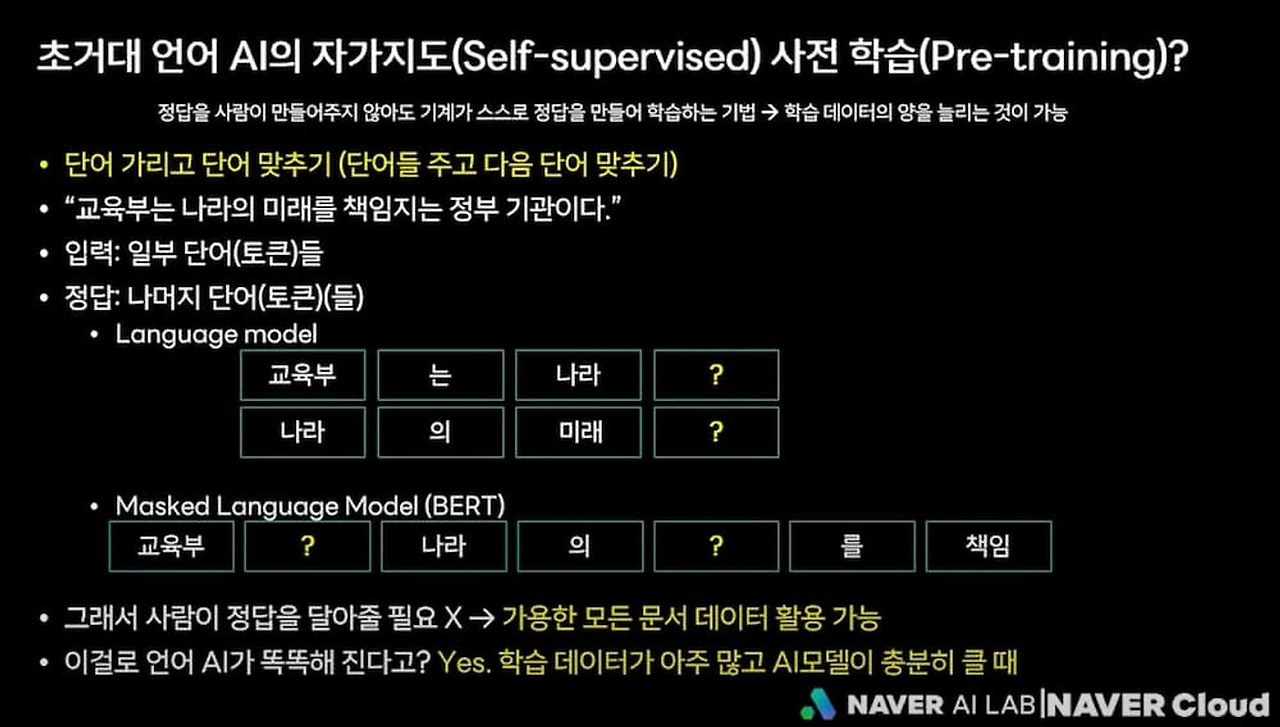 초거대 언어 AI의 자가지도(Self-supervised) 사전 학습(Pre-training)?
정답을 사람이 만들어주지 않아도 기계가 스스로 정답을 만들어 학습하는 기법 → 학습 데이터의 양을 늘리는 것이 가능
• 단어 가리고 단어 맞추기 (단어들 주고 다음 단어 맞추기)
• “교육부는 나라의 미래를 책임지는 정부 기관이다.”
• 입력: 일부 단어(토큰)들
• 정답: 나머지 단어(토큰)(들)
• Language model
교육부 는 나라 ?
나라 의 미래 ?
• Masked Language Model (BERT)
교육부 ? 나라 의 ? 를 책임
• 그래서 사람이 정답을 달아줄 필요 X → 가용한 모든 문서 데이터 활용 가능
• 이걸로 언어 AI가 똑똑해 진다고? Yes. 학습 데이터가 아주 많고 AI모델이 충분히 클 때
NAVER AI LAB|NAVER Cloud